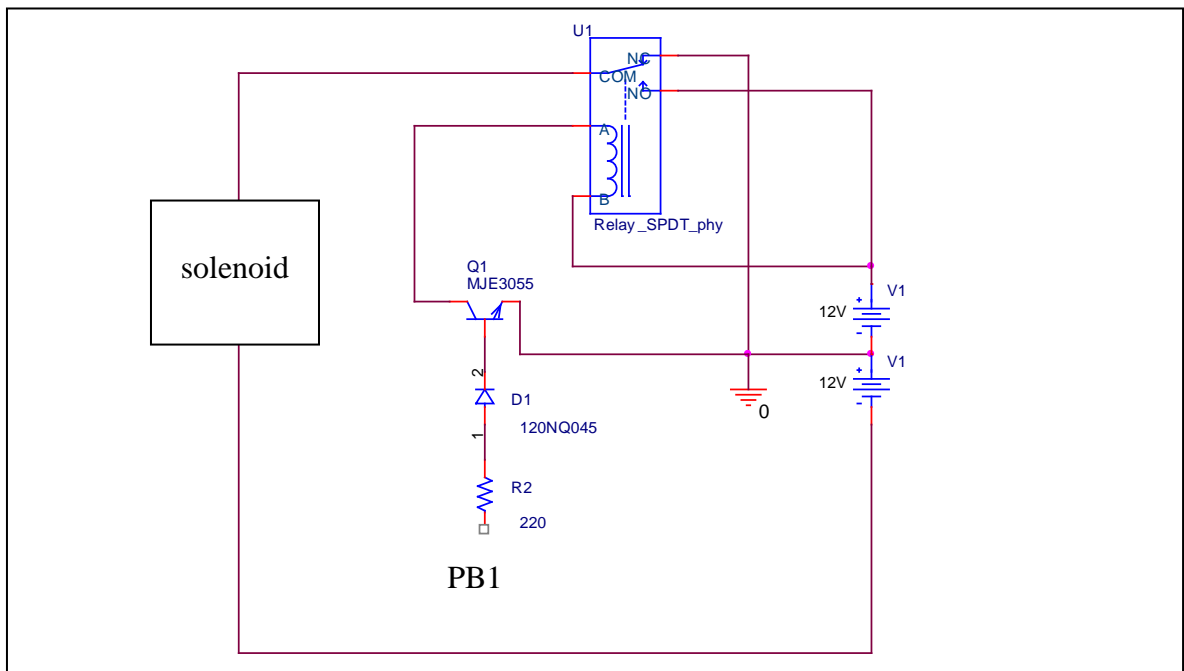 U1
NC
COM
NO
A
B
Relay_SPDT_phy
solenoid
Q1
MJE3055
+
V1
12V
-
+
V1
12V
-
2
D1
120NQ045
1
0
R2
220
PB1